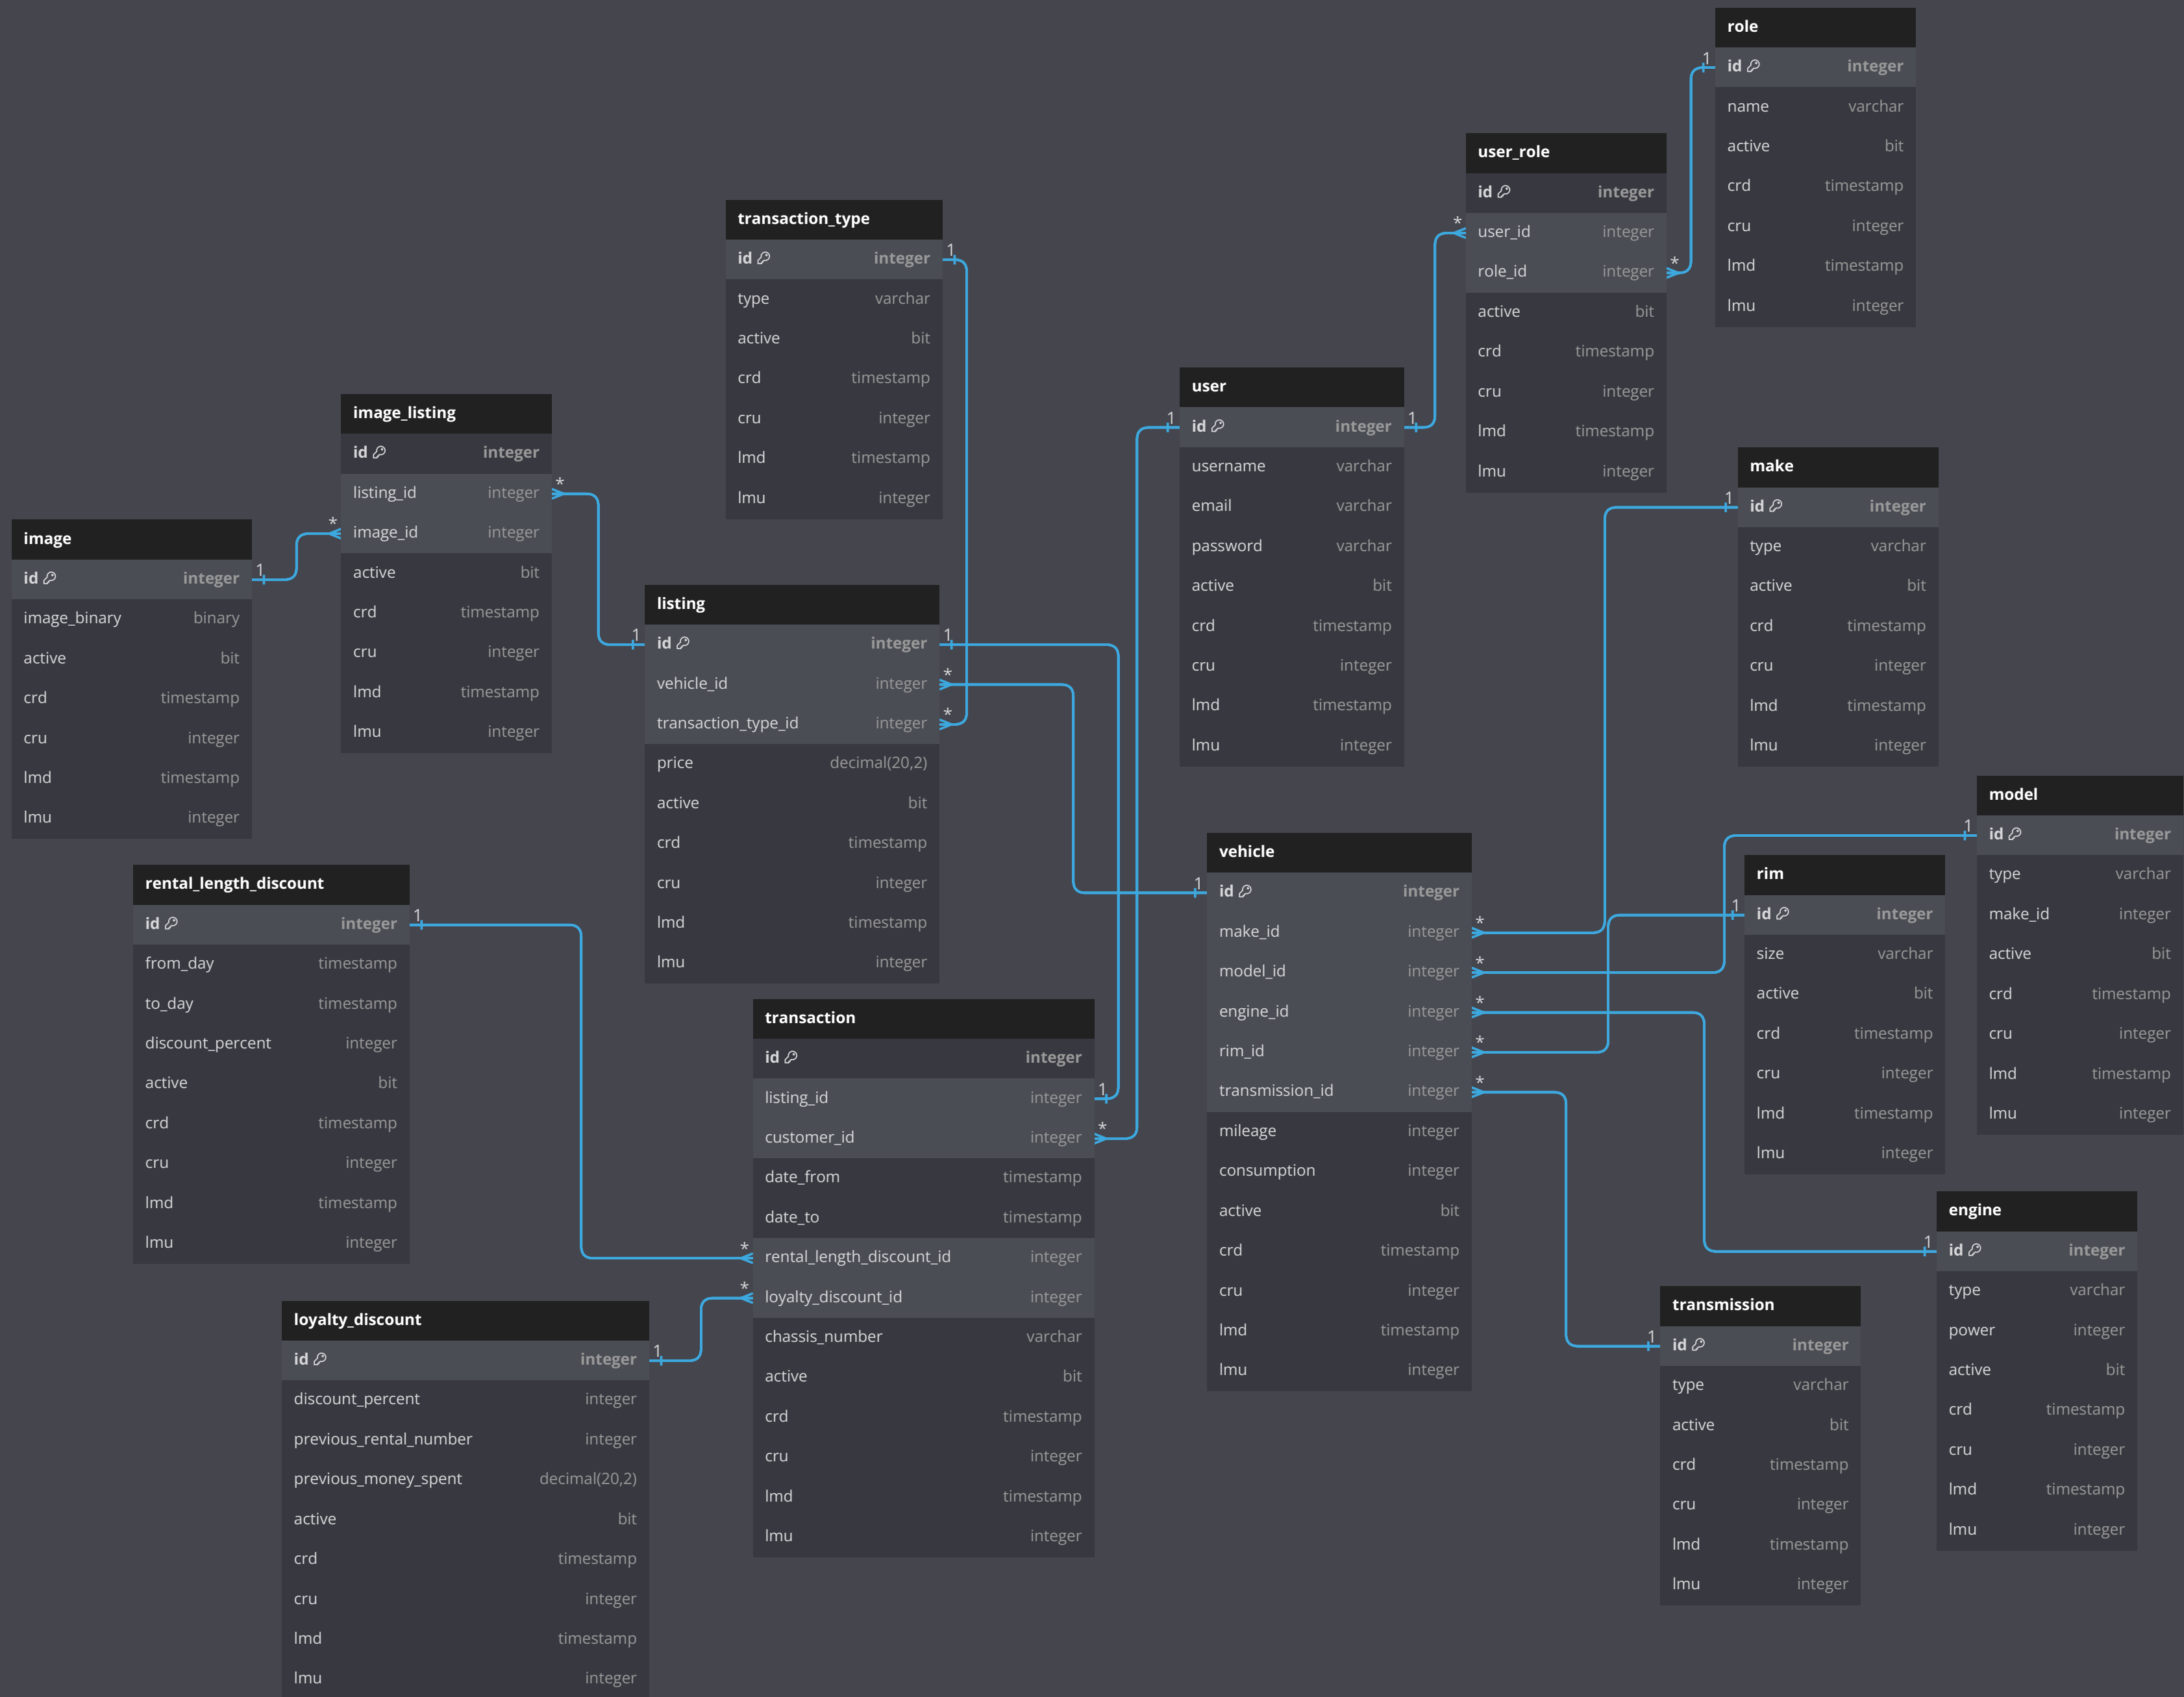 role
id integer
name varchar
active bit
crd timestamp
cru integer
lmd timestamp
lmu integer
user_role
id integer
user_id integer
role_id integer
active bit
crd timestamp
cru integer
lmd timestamp
lmu integer
transaction_type
id integer
type varchar
active bit
crd timestamp
cru integer
lmd timestamp
lmu integer
user
id integer
username varchar
email varchar
password varchar
active bit
crd timestamp
cru integer
lmd timestamp
lmu integer
image_listing
id integer
listing_id integer
image_id integer
active bit
crd timestamp
cru integer
lmd timestamp
lmu integer
make
id integer
type varchar
active bit
crd timestamp
cru integer
lmd timestamp
lmu integer
image
id integer
image_binary binary
active bit
crd timestamp
cru integer
lmd timestamp
lmu integer
listing
id integer
vehicle_id integer
transaction_type_id integer
price decimal(20,2)
active bit
crd timestamp
cru integer
lmd timestamp
lmu integer
model
id integer
type varchar
make_id integer
active bit
crd timestamp
cru integer
lmd timestamp
lmu integer
vehicle
id integer
make_id integer
model_id integer
engine_id integer
rim_id integer
transmission_id integer
mileage integer
consumption integer
active bit
crd timestamp
cru integer
lmd timestamp
lmu integer
rim
id integer
size varchar
active bit
crd timestamp
cru integer
lmd timestamp
lmu integer
rental_length_discount
id integer
from_day timestamp
to_day timestamp
discount_percent integer
active bit
crd timestamp
cru integer
lmd timestamp
lmu integer
transaction
id integer
listing_id integer
customer_id integer
date_from timestamp
date_to timestamp
rental_length_discount_id integer
loyalty_discount_id integer
chassis_number varchar
active bit
crd timestamp
cru integer
lmd timestamp
lmu integer
engine
id integer
type varchar
power integer
active bit
crd timestamp
cru integer
lmd timestamp
lmu integer
transmission
id integer
type varchar
active bit
crd timestamp
cru integer
lmd timestamp
lmu integer
loyalty_discount
id integer
discount_percent integer
previous_rental_number integer
previous_money_spent decimal(20,2)
active bit
crd timestamp
cru integer
lmd timestamp
lmu integer